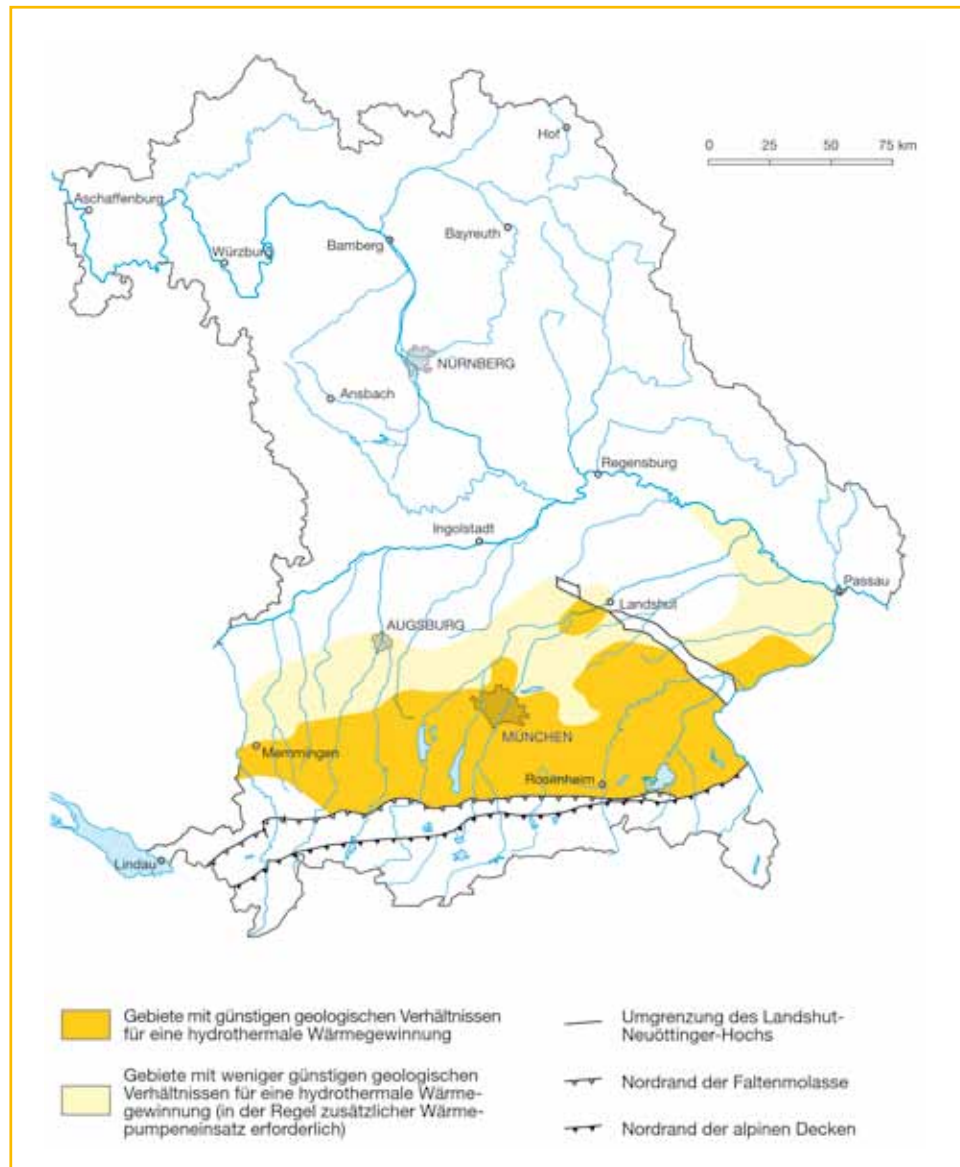 Hof
0 25 50 75 km
Aschaffenburg
Bayreuth
Bamberg
Würzburg
NÜRNBERG
Ansbach
Regensburg
Ingolstadt
Passau
Landshut
AUGSBURG
MÜNCHEN
Memmingen
Rosenheim
Lindau
Gebiete mit günstigen geologischen Verhältnissen
für eine hydrothermale Wärmegewinnung
Gebiete mit weniger günstigen geologischen
Verhältnissen für eine hydrothermale Wärme-
gewinnung (in der Regel zusätzlicher Wärme-
pumpeneinsatz erforderlich)
Umgrenzung des Landshut-
Neuöttinger-Hochs
Nordrand der Faltenmolasse
Nordrand der alpinen Decken